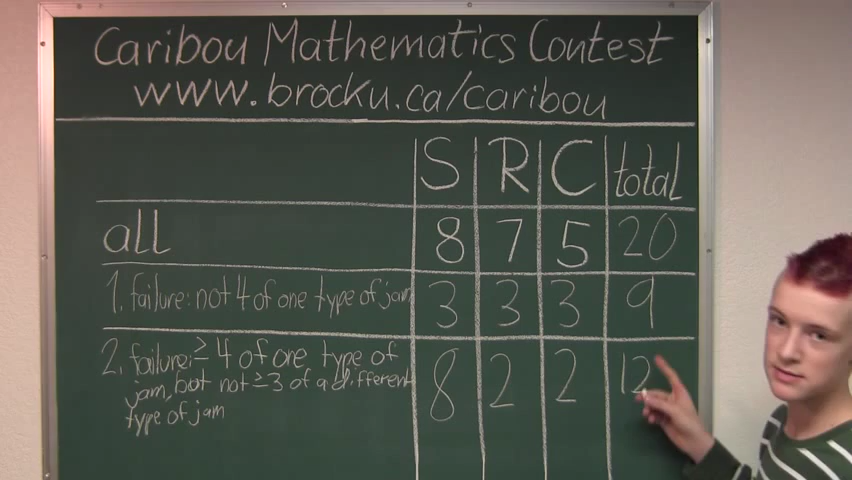 Caribou Mathematics Contest
www.brocku.ca/caribou
S R C total
all 8 7 5 20
1. failure: not 4 of one type of jam 3 3 3 9
2. failure: ≥ 4 of one type of
jam, but not ≥3 of a different
type of jam 8 2 2 12